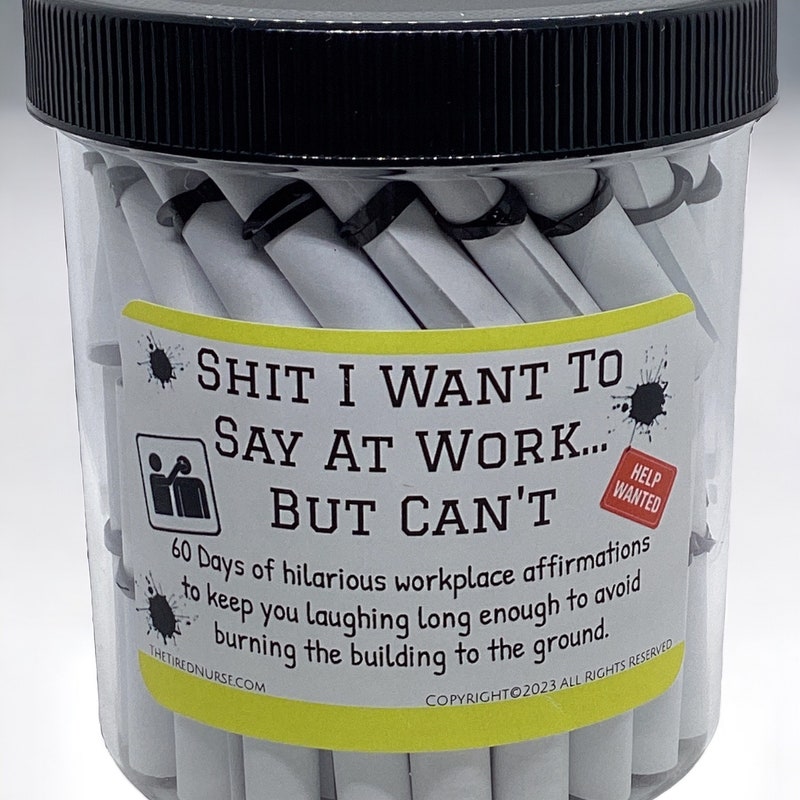 Shit I Want To
Say At Work...
But Can't
HELP
WANTED
60 Days of hilarious workplace affirmations
to keep you laughing long enough to avoid
burning the building to the ground.
TheTiredNurse.com
Copyright©2023 All Rights Reserved